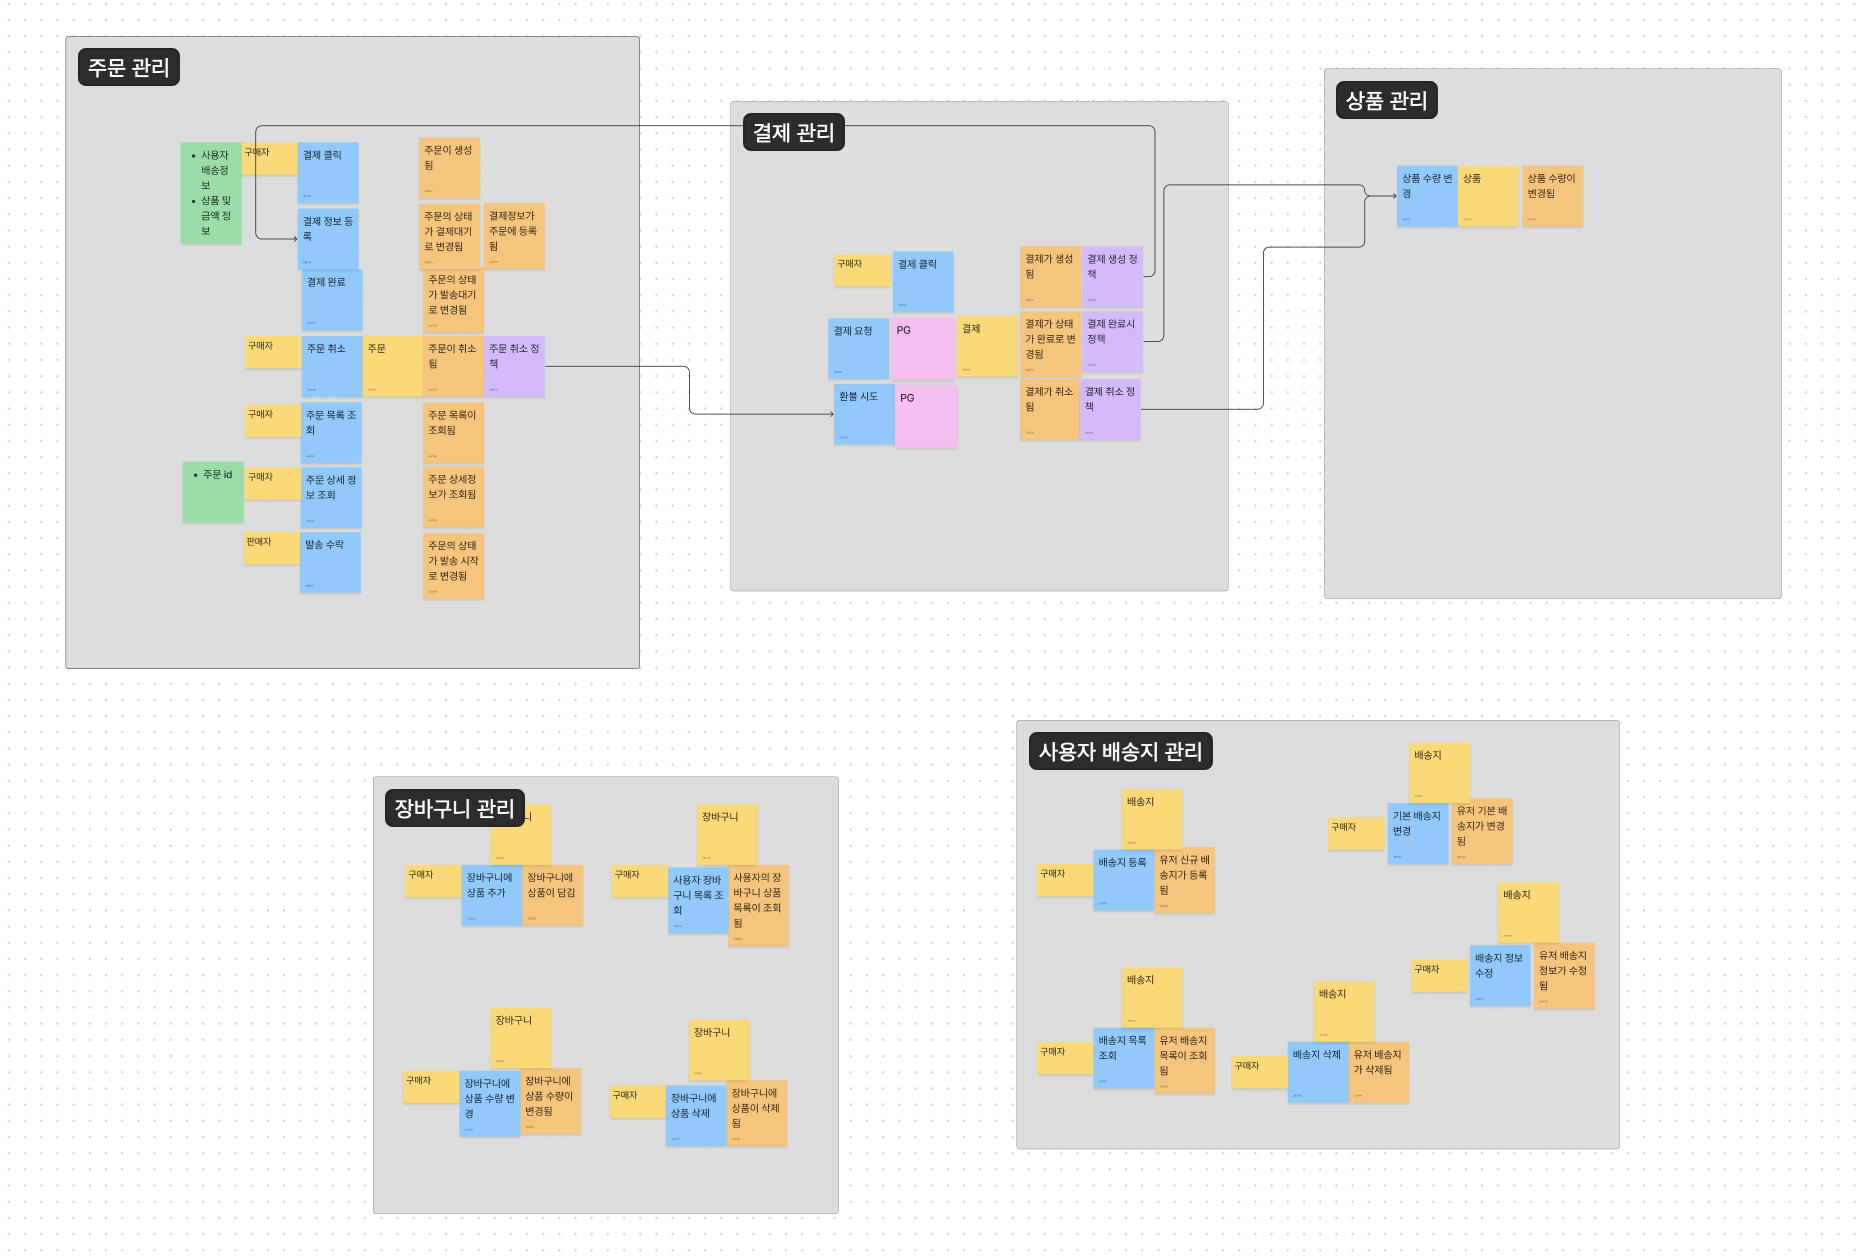 주문 관리
• 사용자
배송정
보
• 상품 및
금액 정
보
구매자
결제 클릭
주문이 생성
됨
결제 정보 등
록
주문의 상태
가 결제대기
로 변경됨
결제정보가
주문에 등록
됨
결제 완료
주문의 상태
가 발송대기
로 변경됨
구매자
주문 취소
주문
주문이 취소
됨
주문 취소 정
책
구매자
주문 목록 조
회
주문 목록이
조회됨
• 주문 id
구매자
주문 상세 정
보 조회
주문 상세정
보가 조회됨
판매자
발송 수락
주문의 상태
가 발송 시작
로 변경됨
결제 관리
구매자
결제 클릭
결제가 생성
됨
결제 생성 정
책
결제 요청
PG
결제
결제가 상태
가 완료로 변
경됨
결제 완료시
정책
환불 시도
PG
결제가 취소
됨
결제 취소 정
책
상품 관리
상품 수량 변
경
상품
상품 수량이
변경됨
장바구니 관리
니
구매자
장바구니에
상품 추가
장바구니에
상품이 담김
장바구니
구매자
사용자 장바
구니 목록 조
회
사용자의 장
바구니 상품
목록이 조회
됨
장바구니
구매자
장바구니에
상품 수량 변
경
장바구니에
상품 수량이
변경됨
장바구니
구매자
장바구니에
상품 삭제
장바구니에
상품이 삭제
됨
사용자 배송지 관리
배송지
구매자
배송지 등록
유저 신규 배
송지가 등록
됨
배송지
구매자
기본 배송지
변경
유저 기본 배
송지가 변경
됨
배송지
구매자
배송지 정보
수정
유저 배송지
정보가 수정
됨
배송지
구매자
배송지 목록
조회
유저 배송지
목록이 조회
됨
배송지
구매자
배송지 삭제
유저 배송지
가 삭제됨